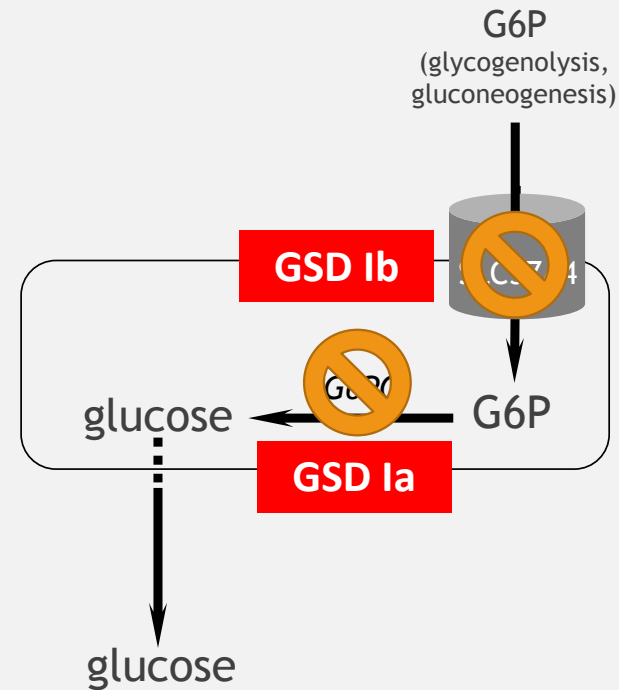 G6P
(glycogenolysis,
gluconeogenesis)
GSD Ib
glucose
G6P
GSD Ia
glucose